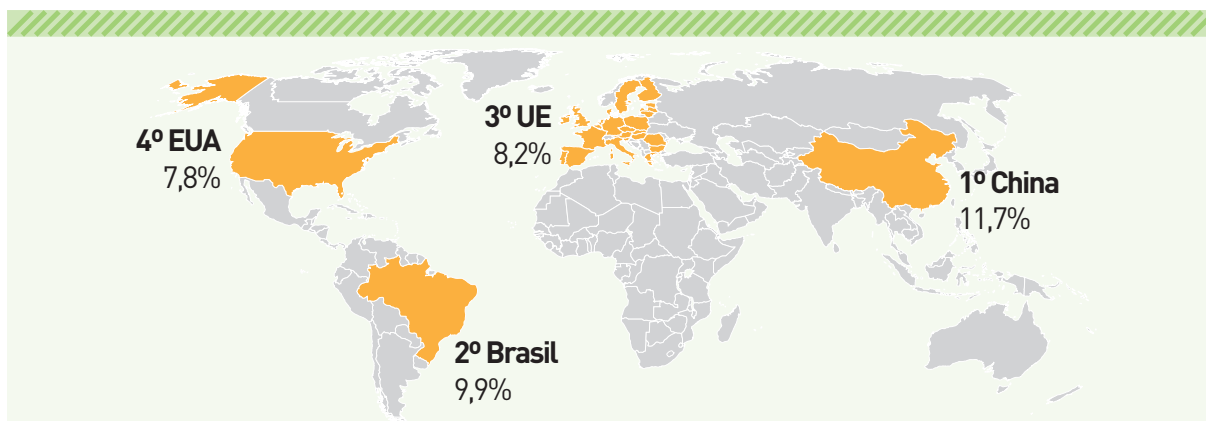 4º EUA
7,8%
3º UE
8,2%
1º China
11,7%
2º Brasil
9,9%